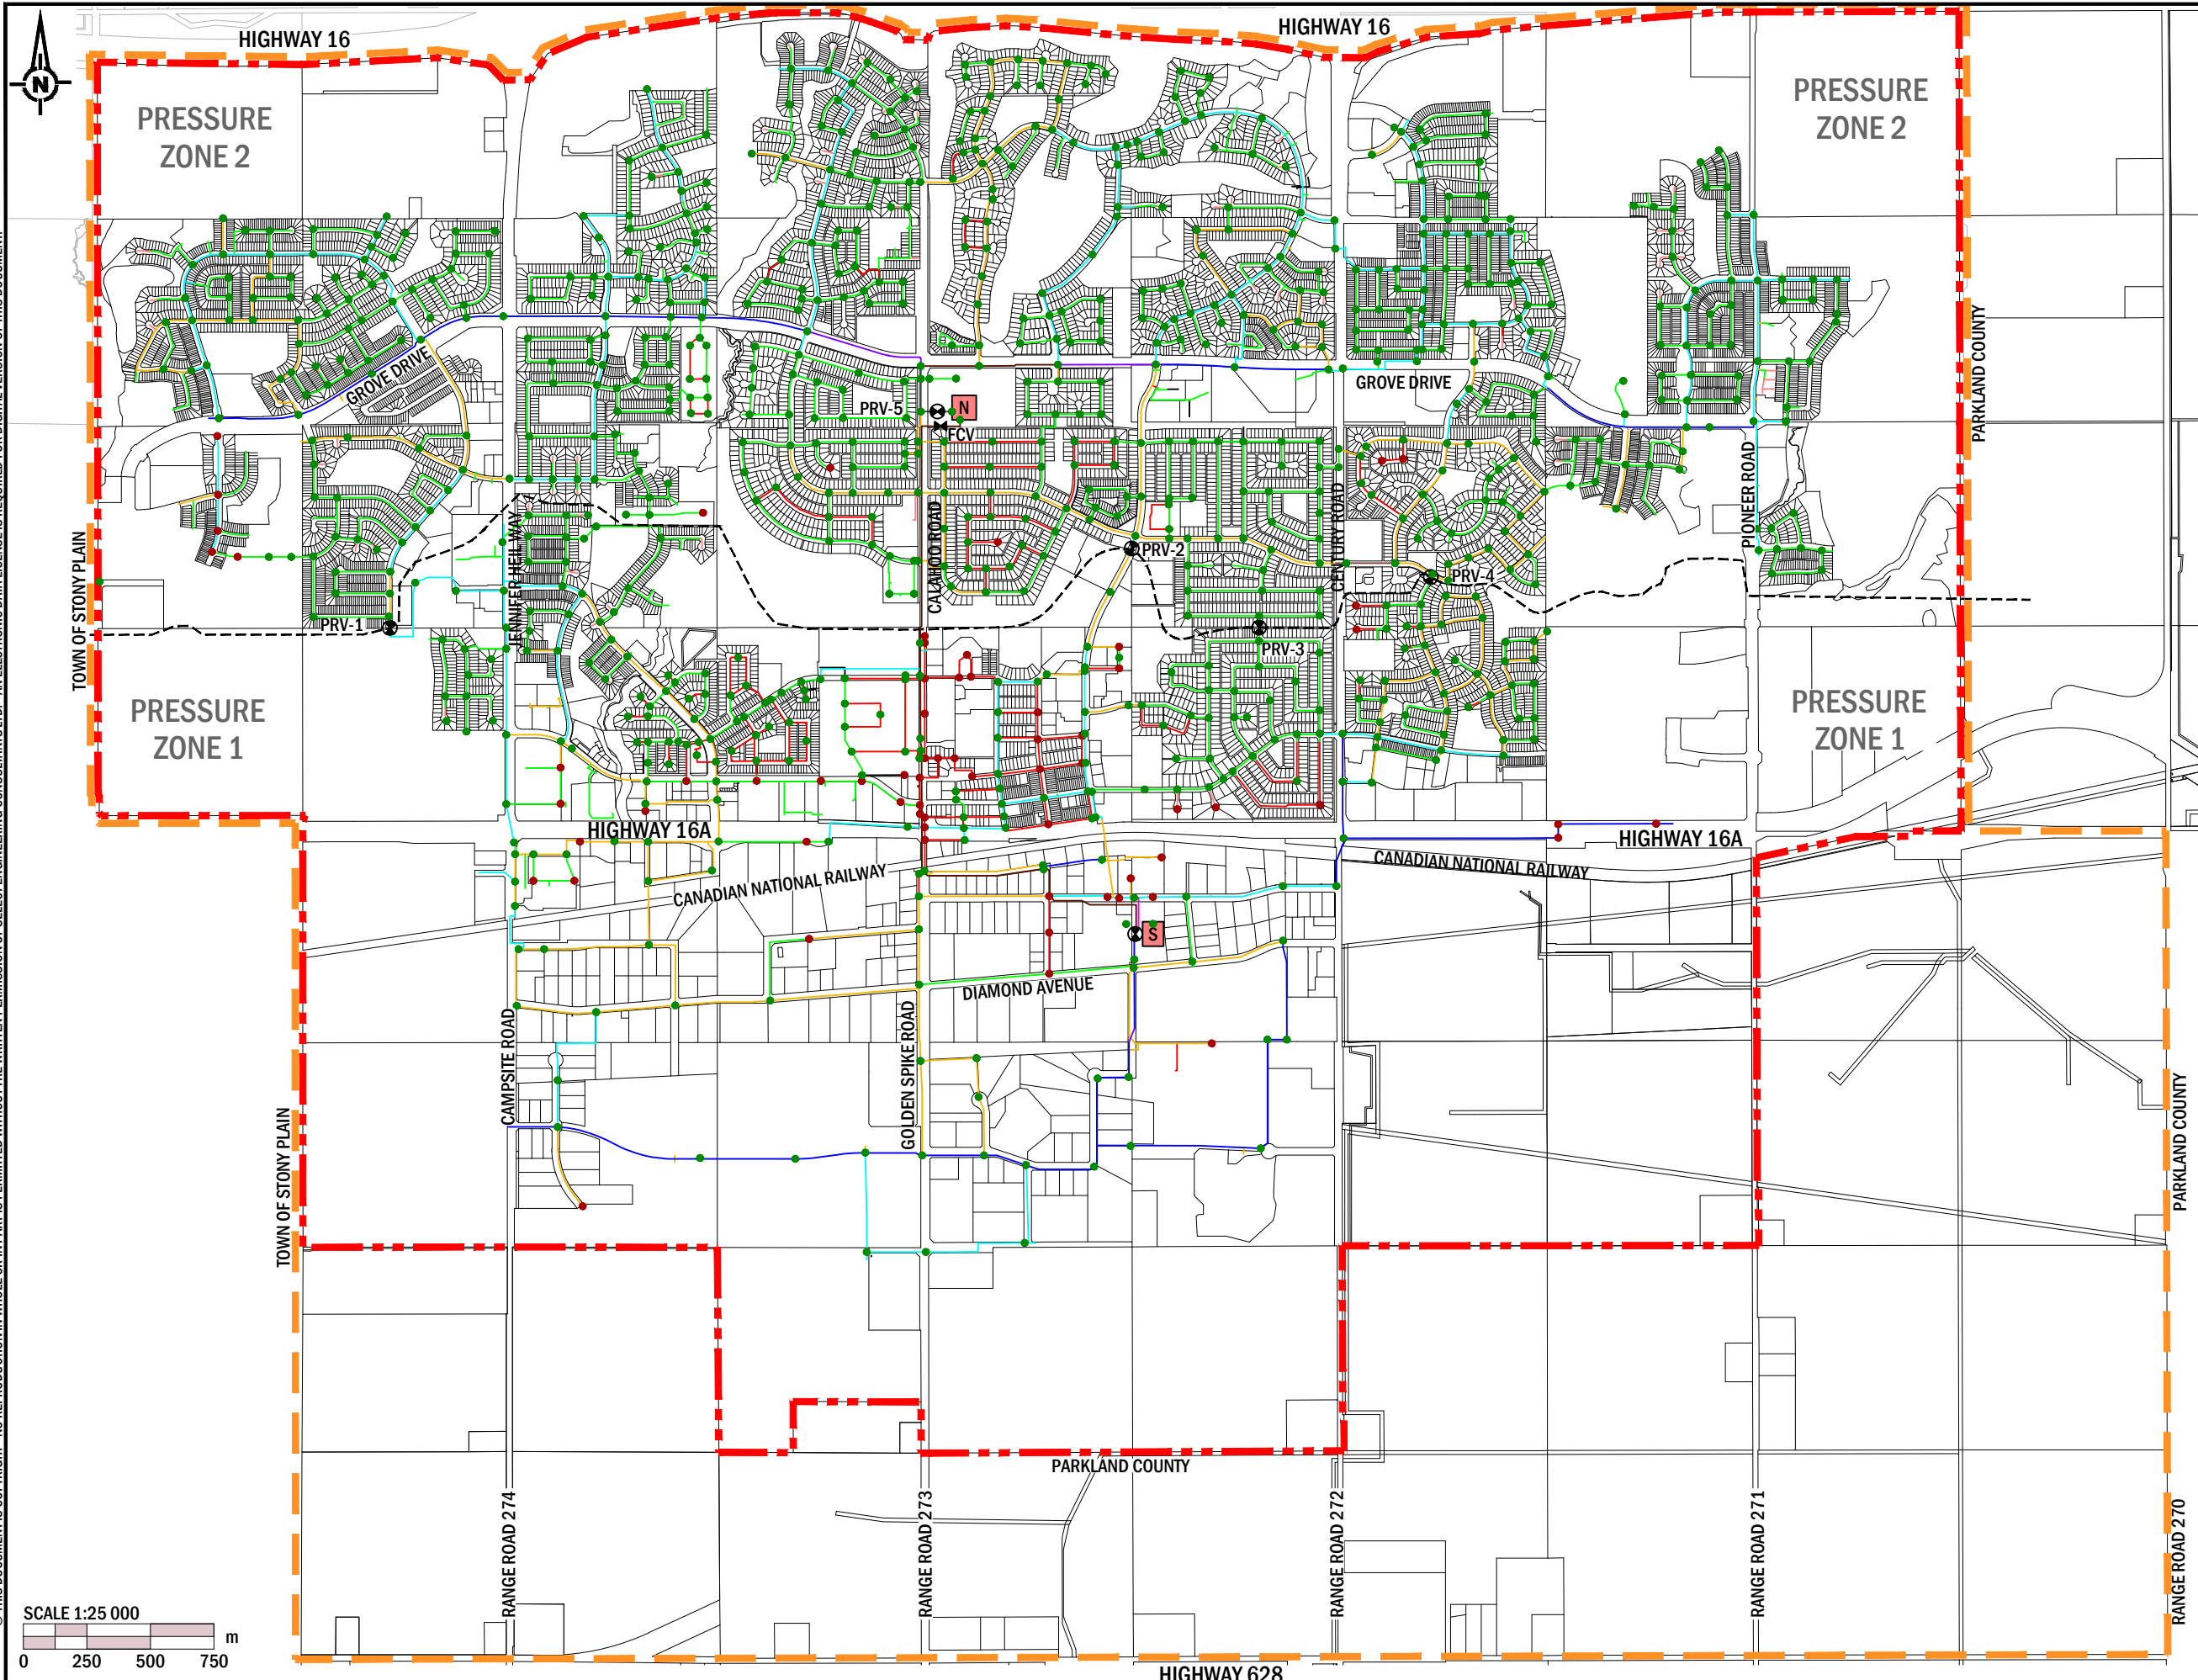 HIGHWAY 16
HIGHWAY 16
N
PRESSURE
ZONE 2
PRESSURE
ZONE 2
GROVE DRIVE
GROVE DRIVE
PARKLAND COUNTY
PRV-5
N
FCV
TOWN OF STONY PLAIN
JENNIFER HEIL WAY
CALAHOO ROAD
CENTURY ROAD
PIONEER ROAD
PRV-1
PRV-2
PRV-3
PRV-4
PRESSURE
ZONE 1
PRESSURE
ZONE 1
HIGHWAY 16A
HIGHWAY 16A
CANADIAN NATIONAL RAILWAY
CANADIAN NATIONAL RAILWAY
S
DIAMOND AVENUE
CAMPSITE ROAD
GOLDEN SPIKE ROAD
TOWN OF STONY PLAIN
PARKLAND COUNTY
PARKLAND COUNTY
RANGE ROAD 274
RANGE ROAD 273
RANGE ROAD 272
RANGE ROAD 271
RANGE ROAD 270
SCALE 1:25 000
m
0 250 500 750
HIGHWAY 628